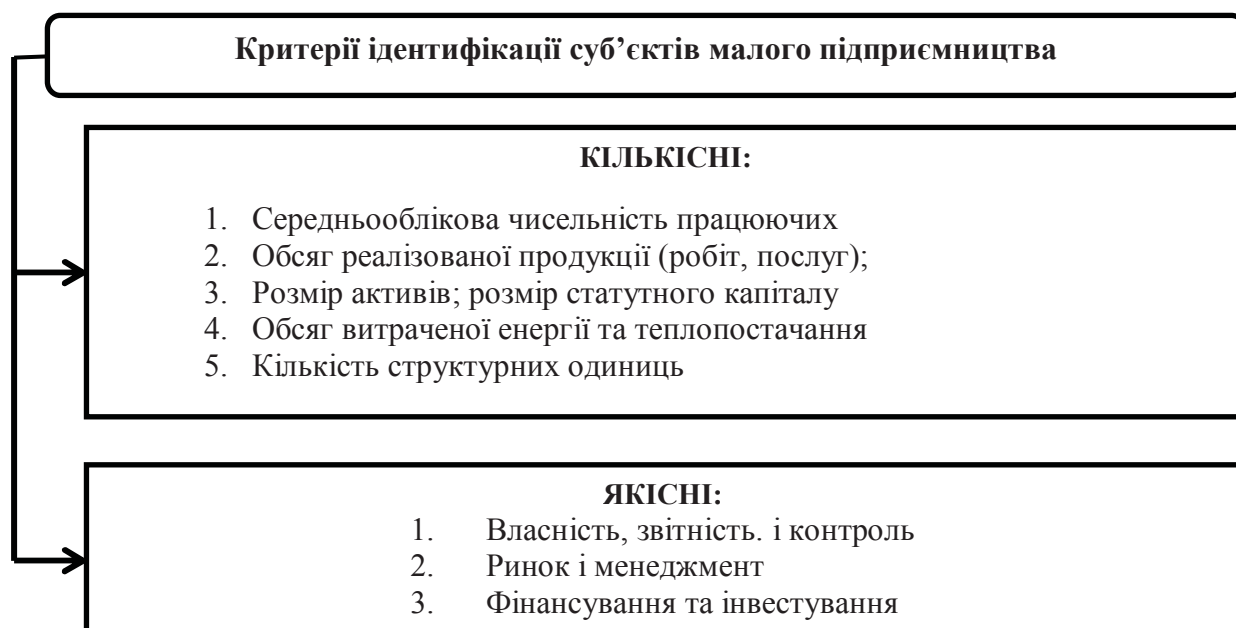 Критерії ідентифікації суб’єктів малого підприємництва
КІЛЬКІСНІ:
1. Середньооблікова чисельність працюючих
2. Обсяг реалізованої продукції (робіт, послуг);
3. Розмір активів; розмір статутного капіталу
4. Обсяг витраченої енергії та теплопостачання
5. Кількість структурних одиниць
ЯКІСНІ:
1. Власність, звітність. і контроль
2. Ринок і менеджмент
3. Фінансування та інвестування